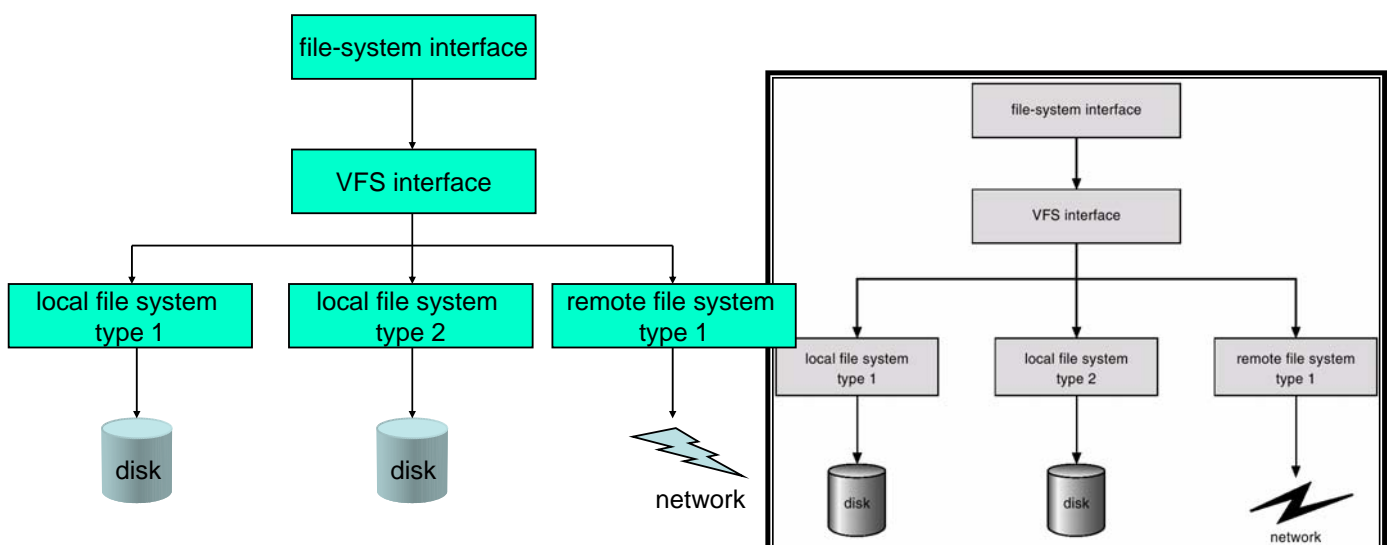 file-system interface
VFS interface
local file system
type 1
local file system
type 2
remote file system
type 1
disk
disk
network
file-system interface
VFS interface
local file system
type 1
local file system
type 2
remote file system
type 1
disk
disk
network